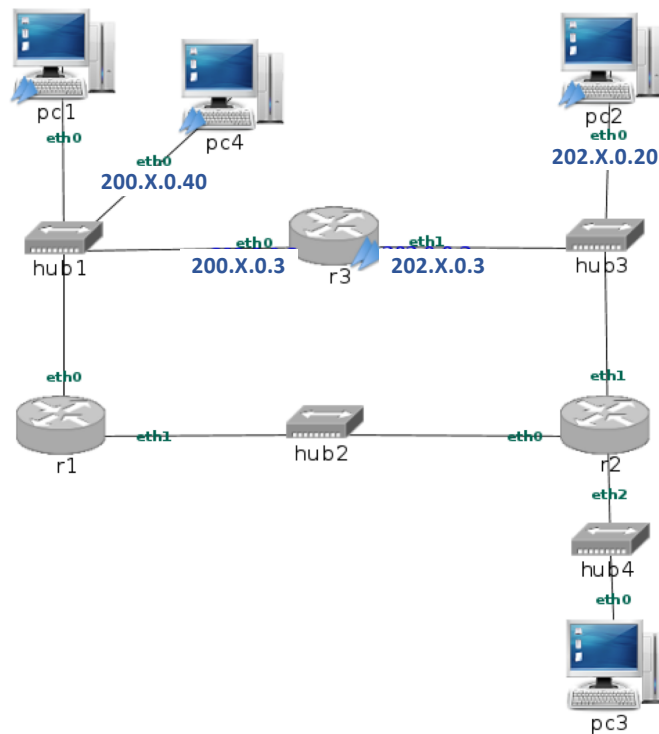 pc1
eth0
pc4
eth0
200.X.0.40
pc2
eth0
202.X.0.20
hub1
eth0
200.X.0.3
r3
eth1
202.X.0.3
hub3
eth0
r1
eth1
hub2
eth0
eth1
r2
eth2
hub4
eth0
pc3